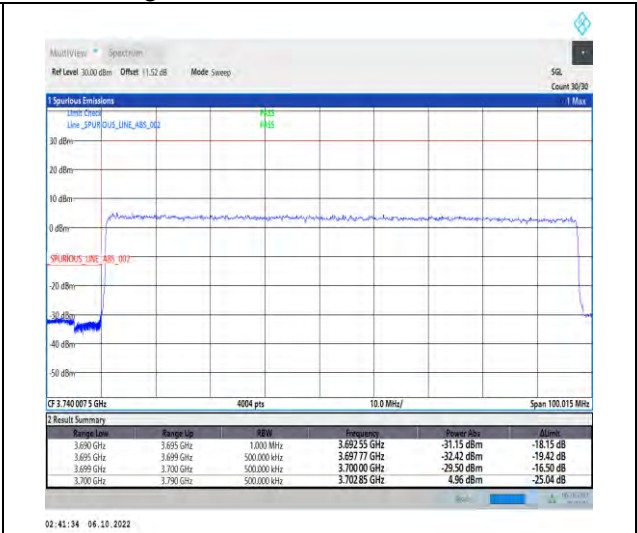 MultiView Spectrum
Ref Level 30.00 dBm Offset 11.52 dB Mode Sweep SGL
Count 30/30
1 Spurious Emissions 1 Max
Limit Check PASS
Line _SPURIOUS_LINE_ABS_002 PASS
30 dBm
20 dBm
10 dBm
0 dBm
-10 dBm
SPURIOUS_LINE_ABS_002
-20 dBm
-30 dBm
-40 dBm
-50 dBm
CF 3.740 007 5 GHz 4004 pts 10.0 MHz/ Span 100.015 MHz
2 Result Summary
Range Low Range Up RBW Frequency Power Abs ΔLimit
3.690 GHz 3.695 GHz 1.000 MHz 3.692 55 GHz -31.15 dBm -18.15 dB
3.695 GHz 3.699 GHz 500.000 kHz 3.697 77 GHz -32.42 dBm -19.42 dB
3.699 GHz 3.700 GHz 500.000 kHz 3.700 00 GHz -29.50 dBm -16.50 dB
3.700 GHz 3.790 GHz 500.000 kHz 3.702 85 GHz 4.96 dBm -25.04 dB
02:41:34 06.10.2022